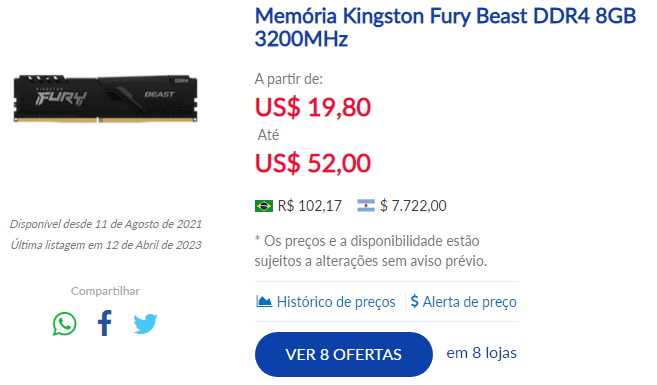 Memória Kingston Fury Beast DDR4 8GB
3200MHz
KINGSTON
FURY
DDR4
BEAST
A partir de:
US$ 19,80
Até
US$ 52,00
R$ 102,17 $ 7.722,00
* Os preços e a disponibilidade estão
sujeitos a alterações sem aviso prévio.
Disponível desde 11 de Agosto de 2021
Última listagem em 12 de Abril de 2023
Compartilhar
Histórico de preços $ Alerta de preço
VER 8 OFERTAS em 8 lojas